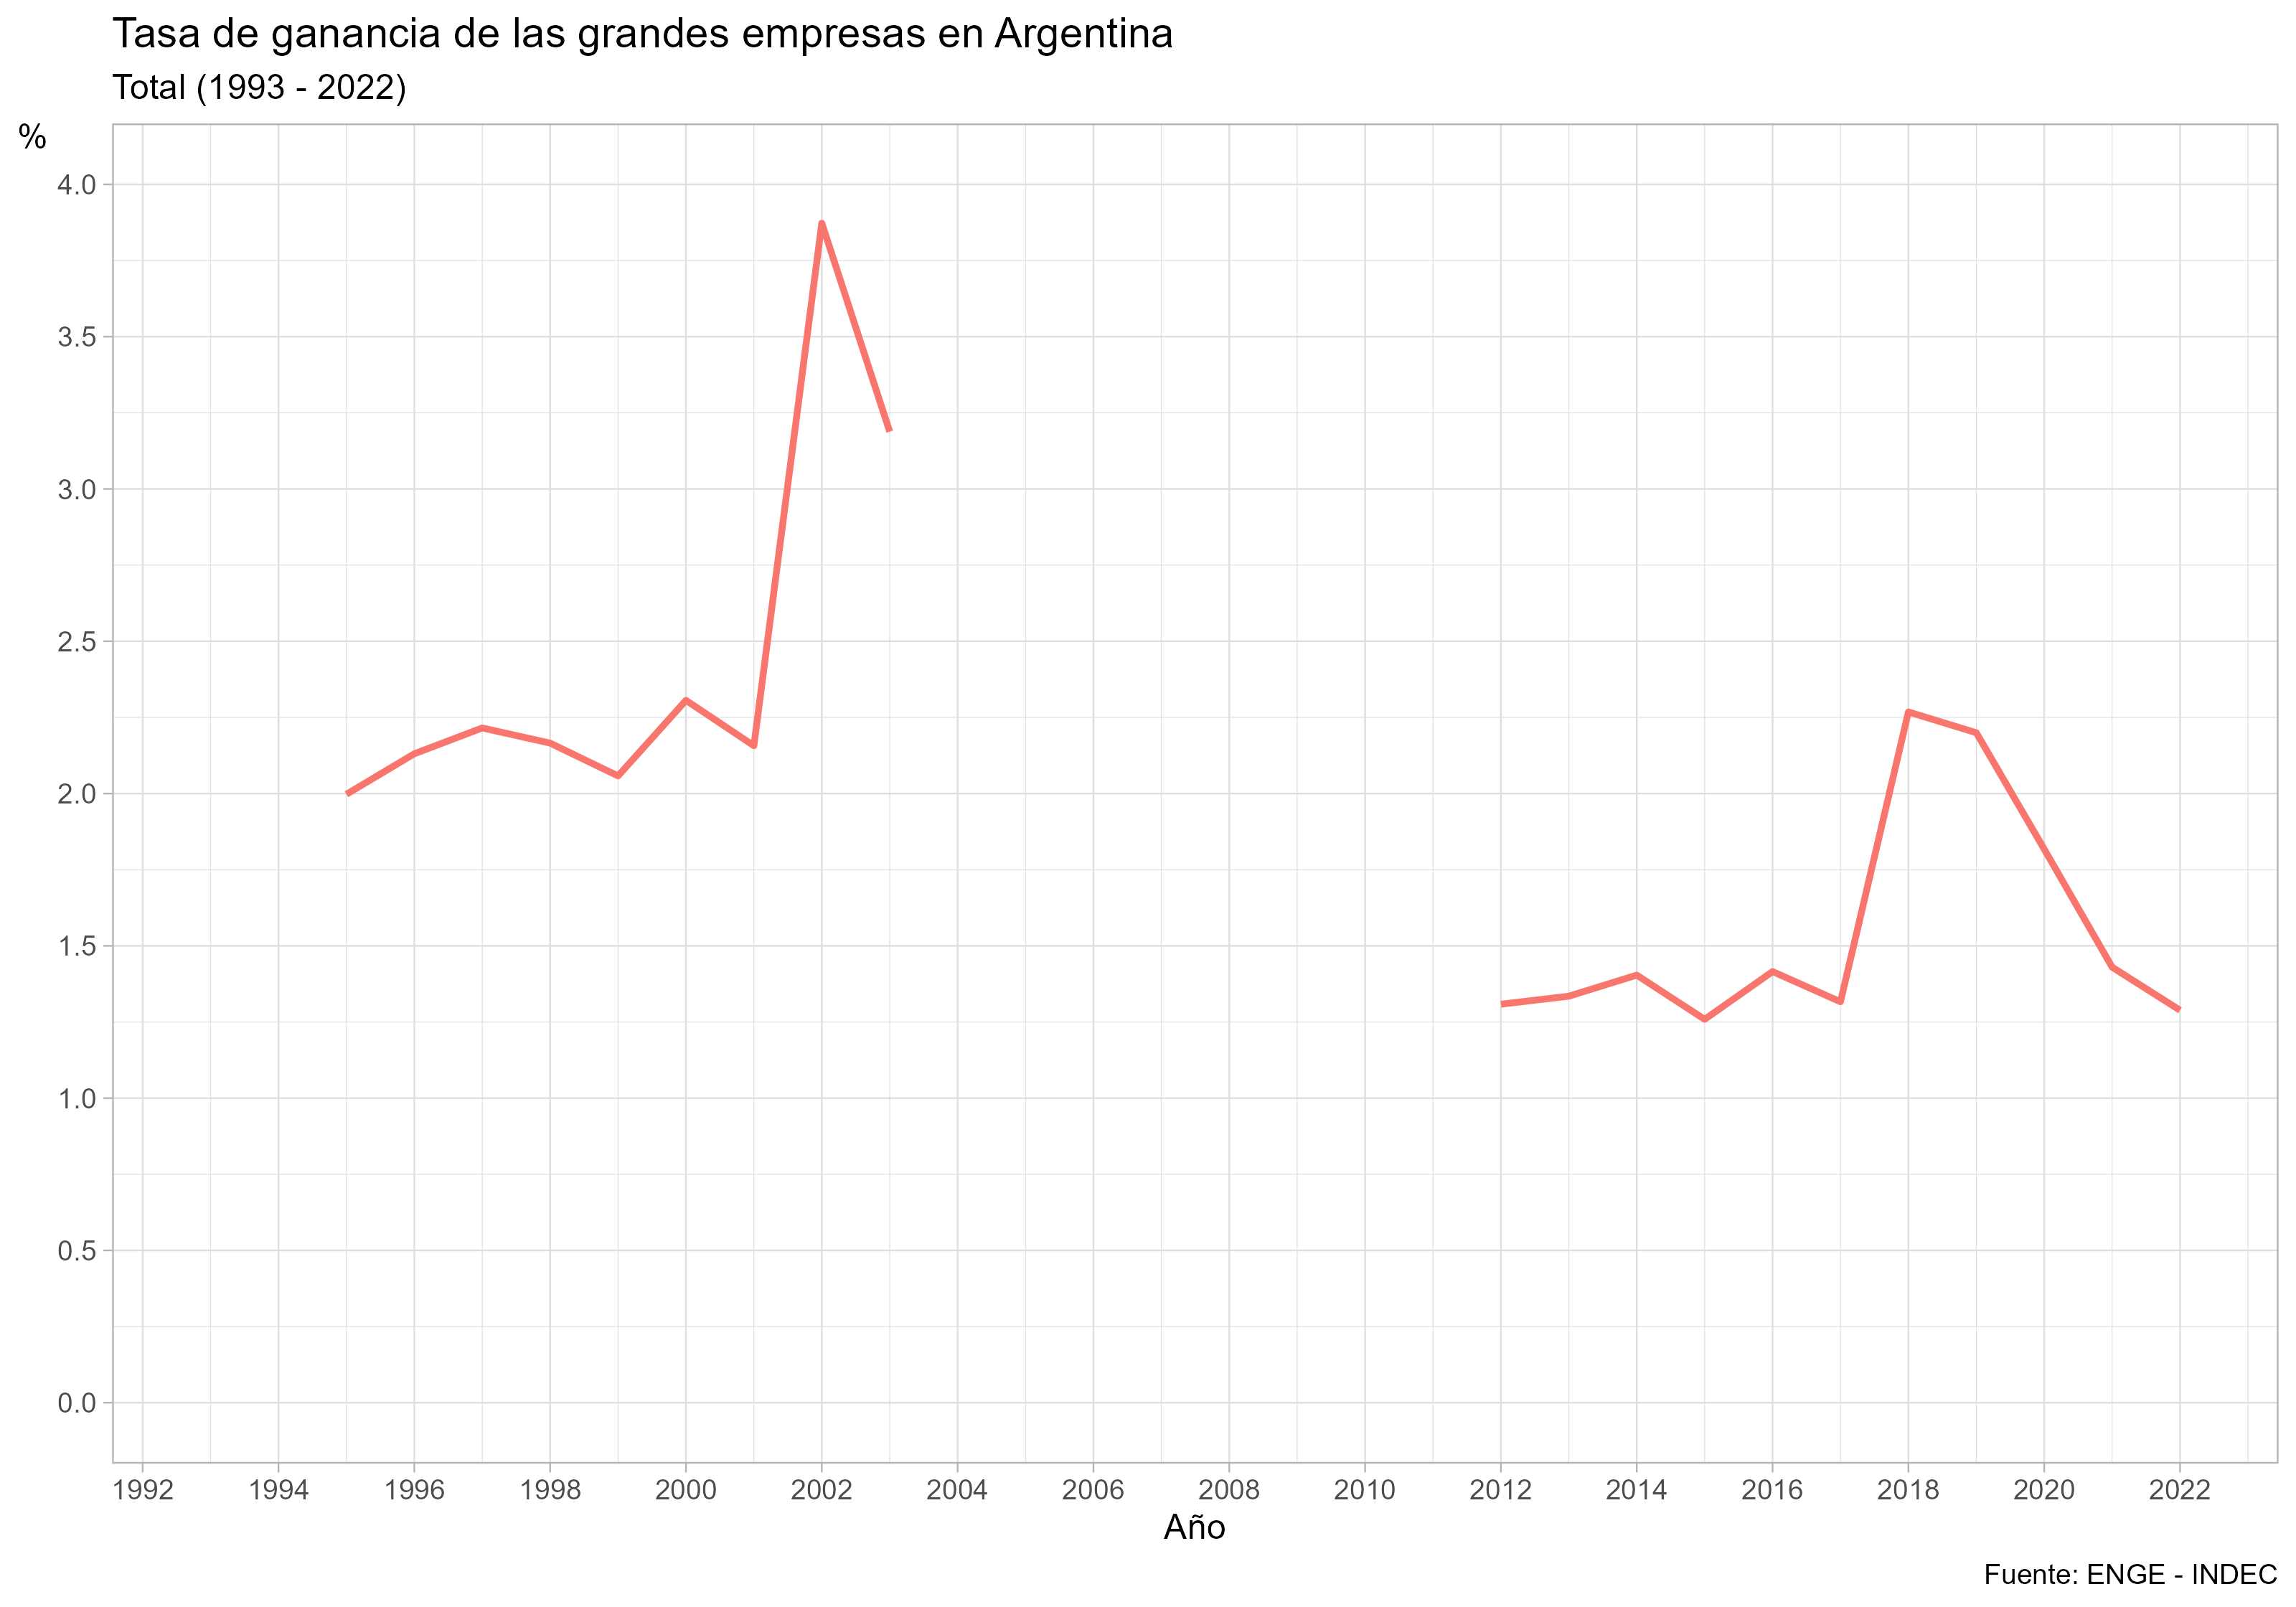 Tasa de ganancia de las grandes empresas en Argentina
Total (1993 - 2022)
%
4.0
3.5
3.0
2.5
2.0
1.5
1.0
0.5
0.0
1992 1994 1996 1998 2000 2002 2004 2006 2008 2010 2012 2014 2016 2018 2020 2022
Año
Fuente: ENGE - INDEC